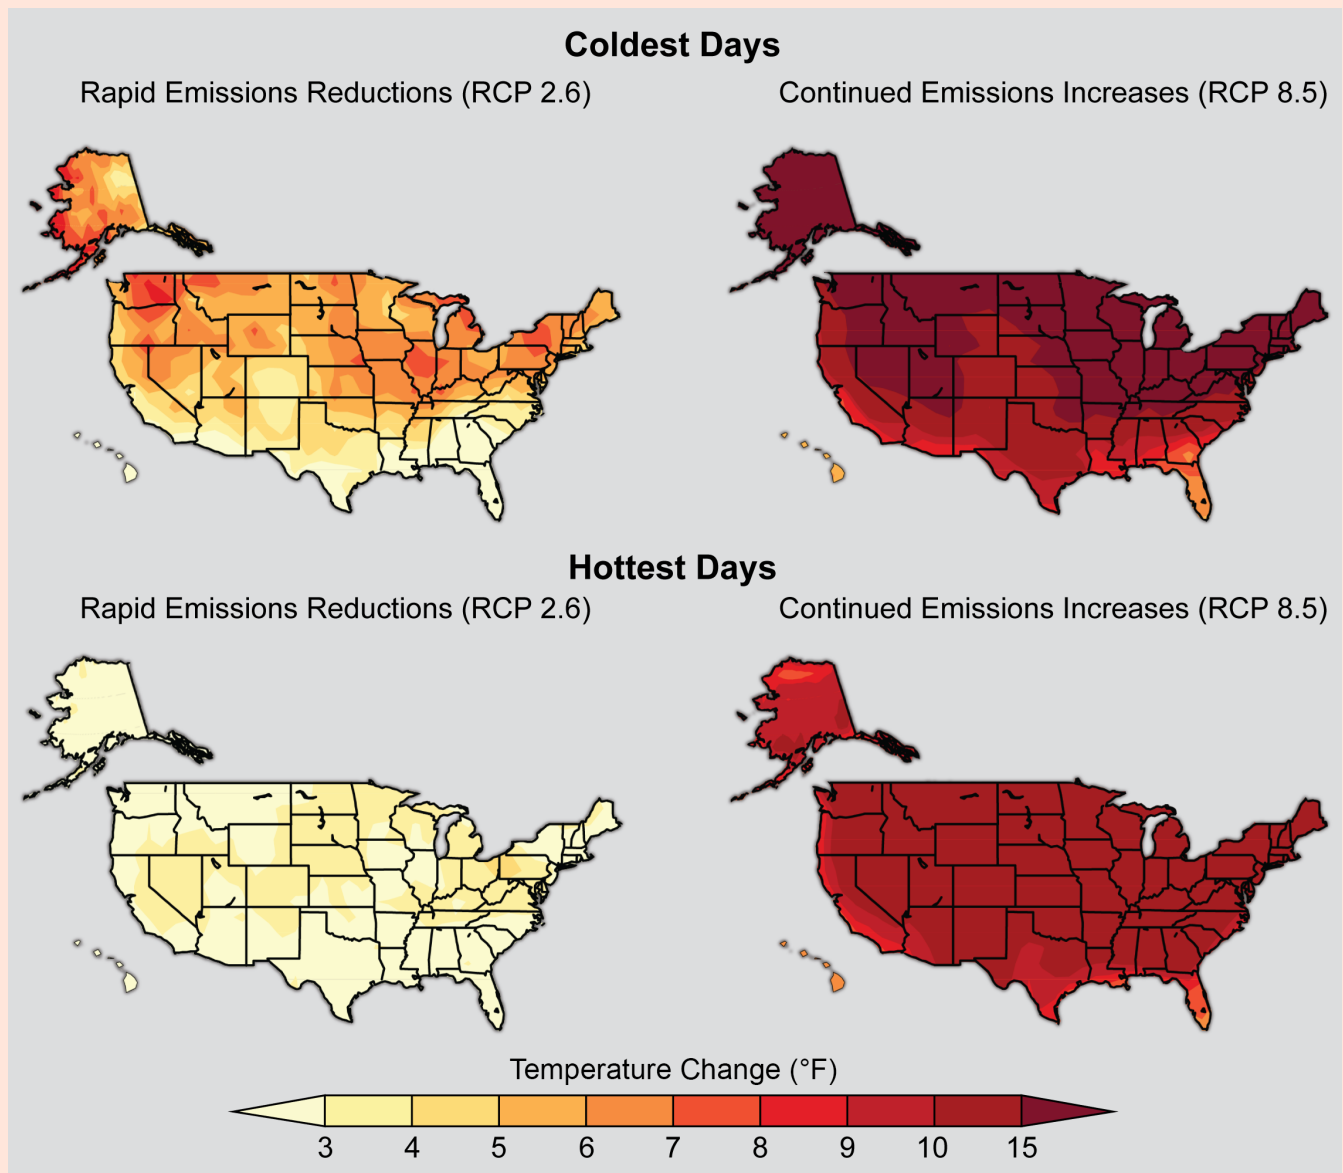 Coldest Days
Rapid Emissions Reductions (RCP 2.6)
Continued Emissions Increases (RCP 8.5)
Hottest Days
Rapid Emissions Reductions (RCP 2.6)
Continued Emissions Increases (RCP 8.5)
Temperature Change (°F)
3 4 5 6 7 8 9 10 15